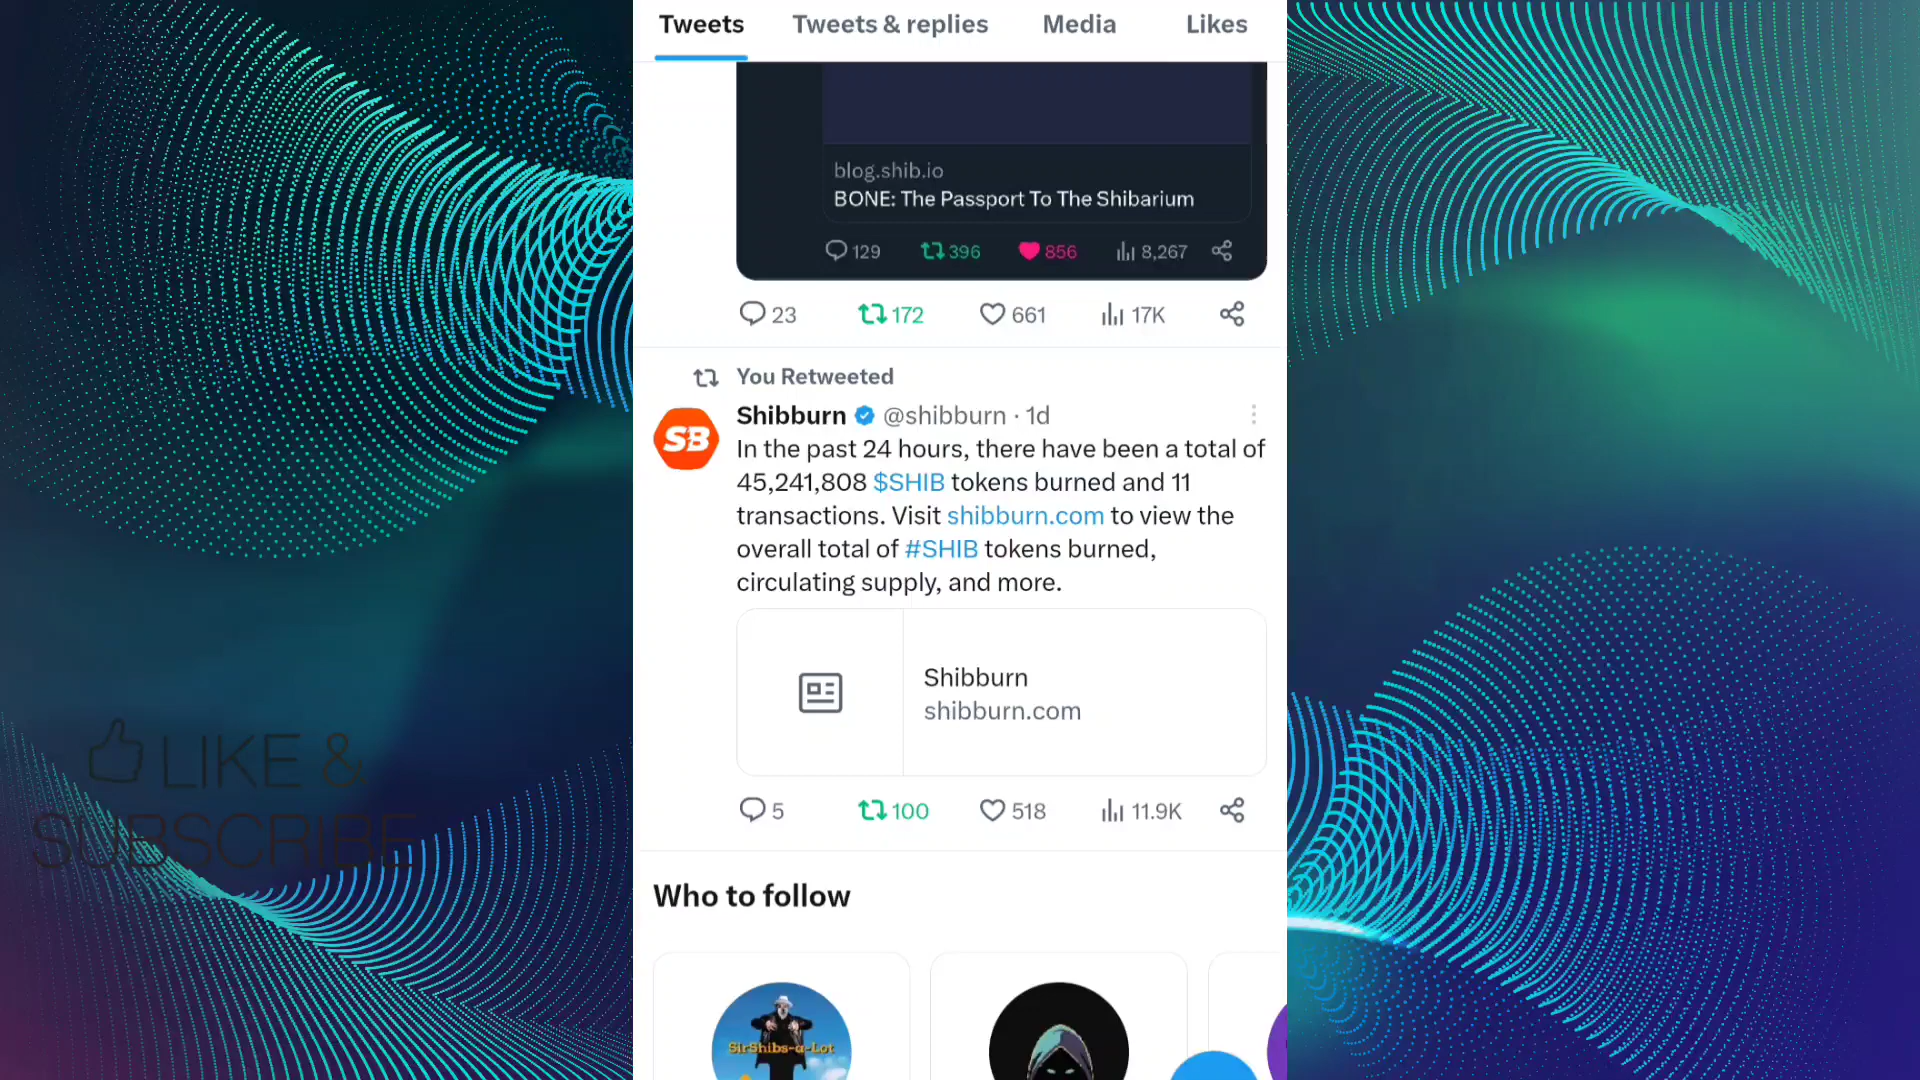 Tweets Tweets & replies Media Likes
blog.shib.io
BONE: The Passport To The Shibarium
129 396 856 8,267
23 172 661 17K
You Retweeted
SB
Shibburn @shibburn · 1d
In the past 24 hours, there have been a total of
45,241,808 $SHIB tokens burned and 11
transactions. Visit shibburn.com to view the
overall total of #SHIB tokens burned,
circulating supply, and more.
Shibburn
shibburn.com
5 100 518 11.9K
LIKE &
SUBSCRIBE
Who to follow
SirShibs-a-Lot